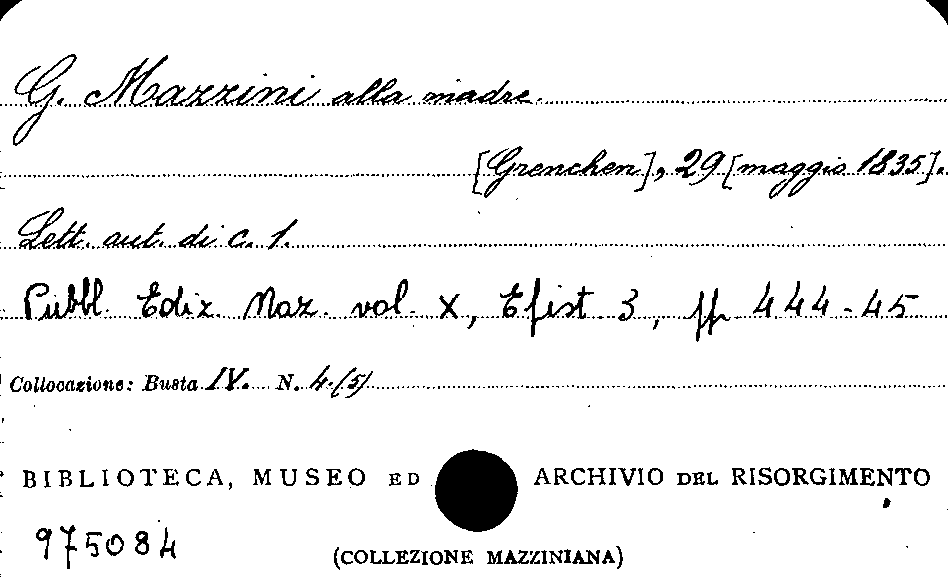 G. Mazzini alla madre.
[Grenchen], 29 [maggio 1835].
Lett. aut. di c. 1.
Pubbl. Ediz. Naz. vol. X, Epist. 3, pp. 444-45
Collocazione: Busta IV. N. 4.(5)
BIBLIOTECA, MUSEO ED ARCHIVIO DEL RISORGIMENTO
975084
(COLLEZIONE MAZZINIANA)